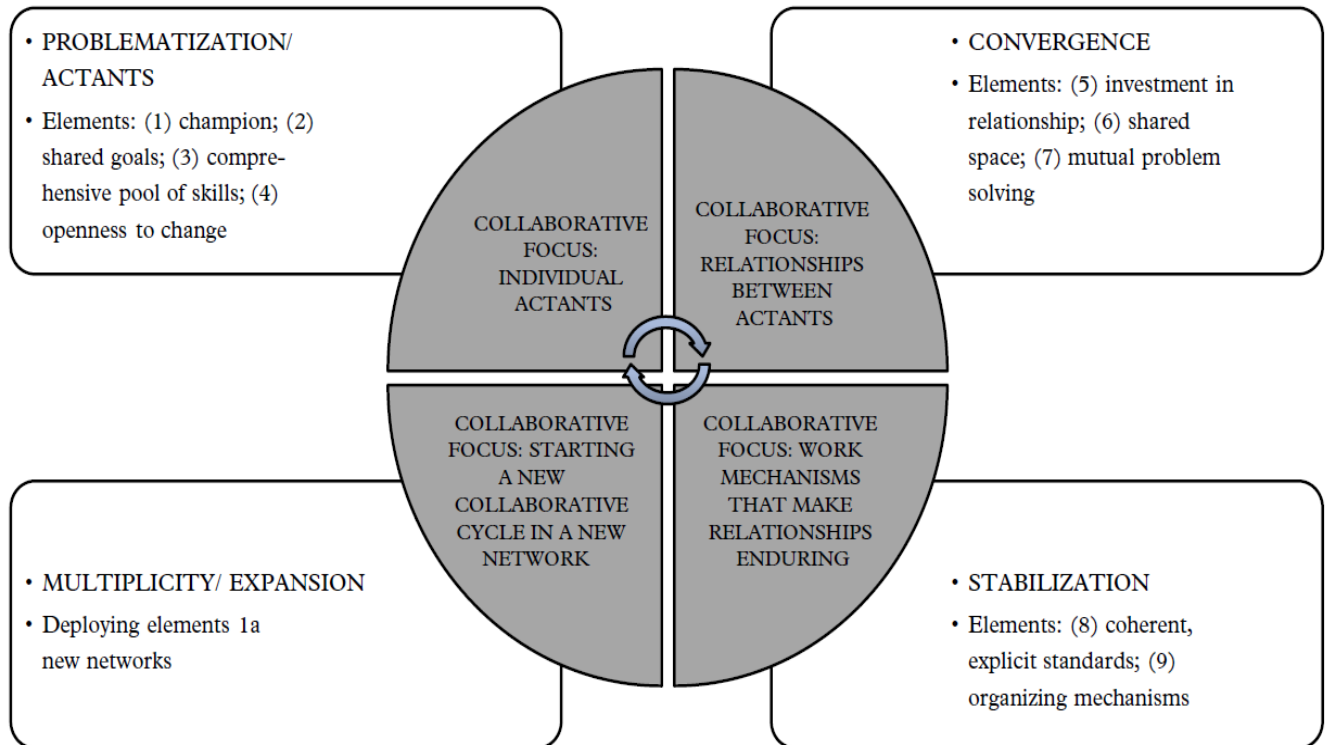 • PROBLEMATIZATION/
ACTANTS
• Elements: (1) champion; (2)
shared goals; (3) compre-
hensive pool of skills; (4)
openness to change
• CONVERGENCE
• Elements: (5) investment in
relationship; (6) shared
space; (7) mutual problem
solving
COLLABORATIVE
FOCUS:
INDIVIDUAL
ACTANTS
COLLABORATIVE
FOCUS:
RELATIONSHIPS
BETWEEN
ACTANTS
COLLABORATIVE
FOCUS: STARTING
A NEW
COLLABORATIVE
CYCLE IN A NEW
NETWORK
COLLABORATIVE
FOCUS: WORK
MECHANISMS
THAT MAKE
RELATIONSHIPS
ENDURING
• MULTIPLICITY/ EXPANSION
• Deploying elements 1a
new networks
• STABILIZATION
• Elements: (8) coherent,
explicit standards; (9)
organizing mechanisms